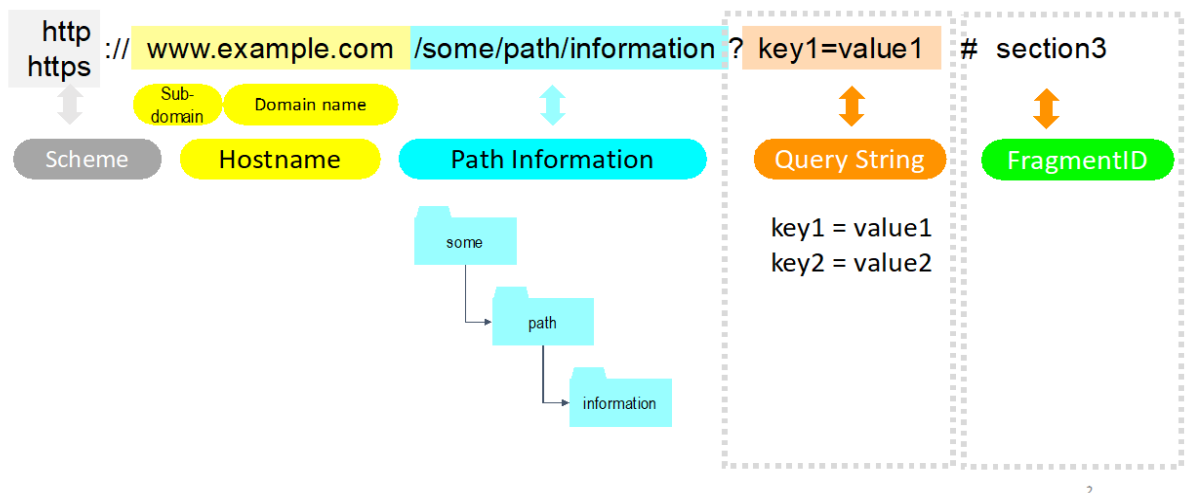 http
https
:// www.example.com /some/path/information ? key1=value1 # section3
Sub-
domain
Domain name
Scheme
Hostname
Path Information
Query String
FragmentID
key1 = value1
key2 = value2
some
path
information